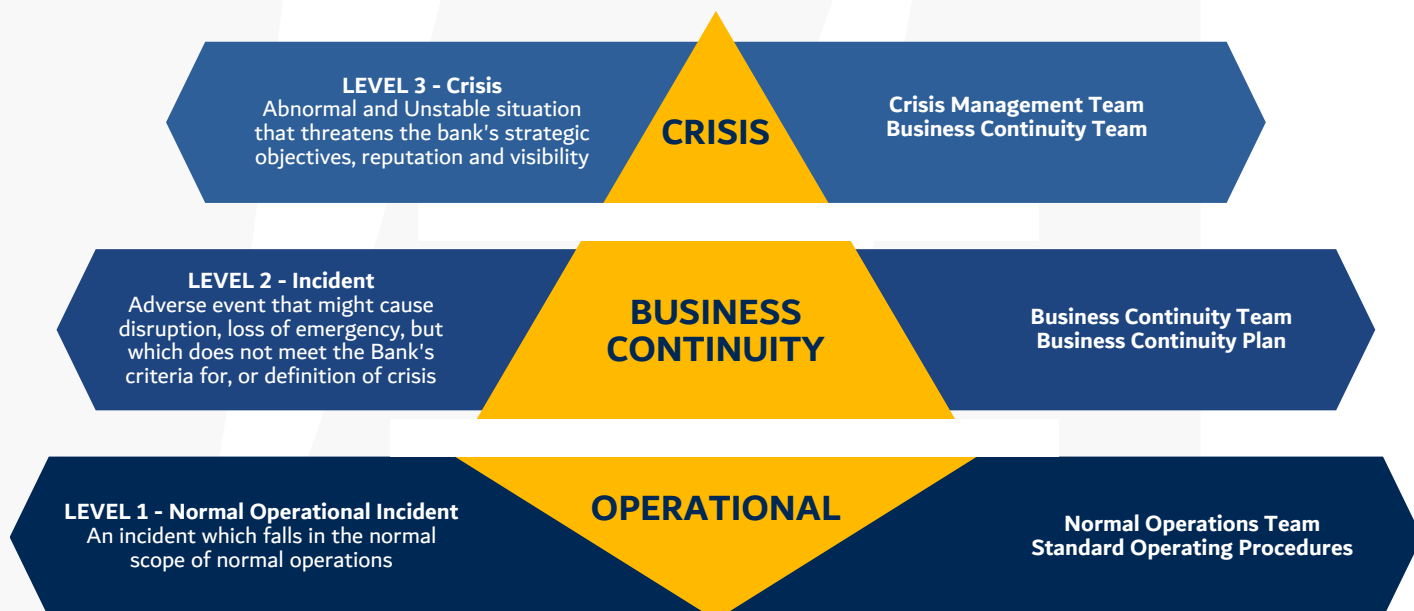 LEVEL 3 - Crisis
Abnormal and Unstable situation
that threatens the bank's strategic
objectives, reputation and visibility
CRISIS
Crisis Management Team
Business Continuity Team
LEVEL 2 - Incident
Adverse event that might cause
disruption, loss of emergency, but
which does not meet the Bank's
criteria for, or definition of crisis
BUSINESS
CONTINUITY
Business Continuity Team
Business Continuity Plan
LEVEL 1 - Normal Operational Incident
An incident which falls in the normal
scope of normal operations
OPERATIONAL
Normal Operations Team
Standard Operating Procedures